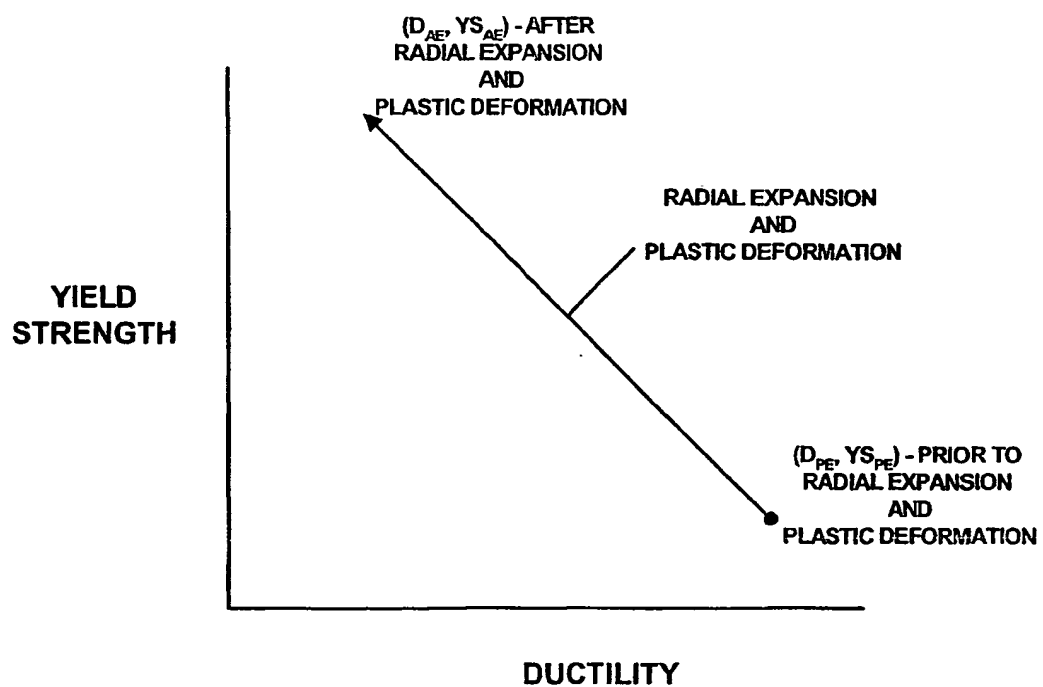 (D_AE, YS_AE) - AFTER
RADIAL EXPANSION
AND
PLASTIC DEFORMATION
RADIAL EXPANSION
AND
PLASTIC DEFORMATION
YIELD
STRENGTH
(D_PE, YS_PE) - PRIOR TO
RADIAL EXPANSION
AND
PLASTIC DEFORMATION
DUCTILITY